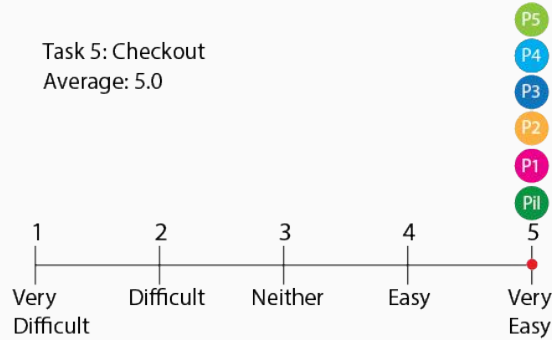 P5
Task 5: Checkout
P4
Average: 5.0
P3
P2
P1
Pil
1 2 3 4 5
Very Difficult Neither Easy Very
Difficult Easy